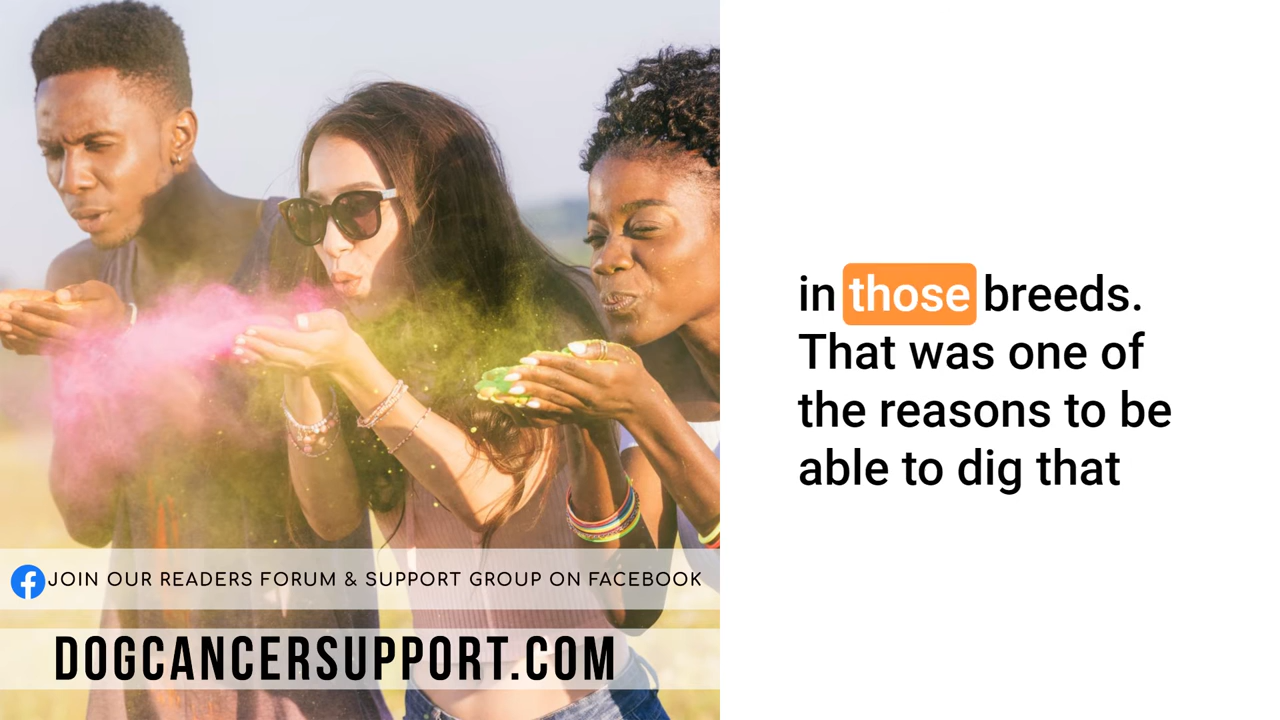 JOIN OUR READERS FORUM & SUPPORT GROUP ON FACEBOOK
DOGCANCERSUPPORT.COM
in those breeds.
That was one of
the reasons to be
able to dig that